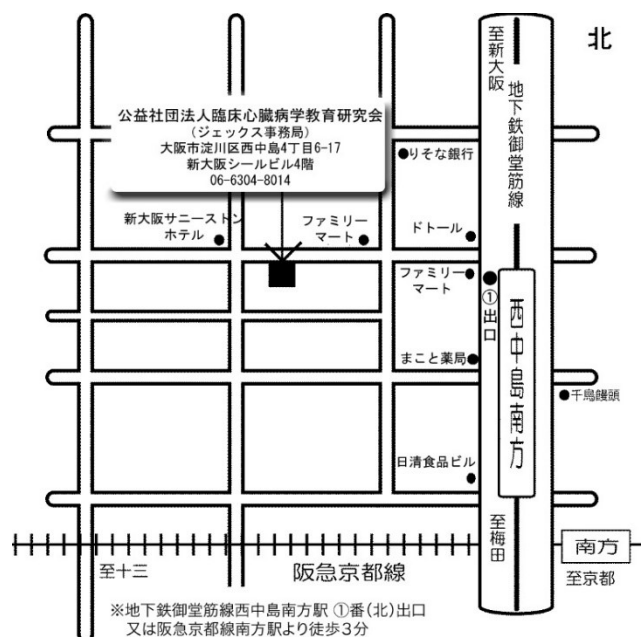 北
至新大阪
地下鉄御堂筋線
公益社団法人臨床心臓病学教育研究会
(ジェックス事務局)
大阪市淀川区西中島4丁目6-17
新大阪シールビル4階
06-6304-8014
りそな銀行
新大阪サニーストン
ホテル
ファミリー
マート
ドトール
ファミリー
マート
①出口
西中島南方
まこと薬局
千鳥饅頭
日清食品ビル
至梅田
南方
至十三
阪急京都線
至京都
※地下鉄御堂筋線西中島南方駅 ①番(北)出口
又は阪急京都線南方駅より徒歩3分